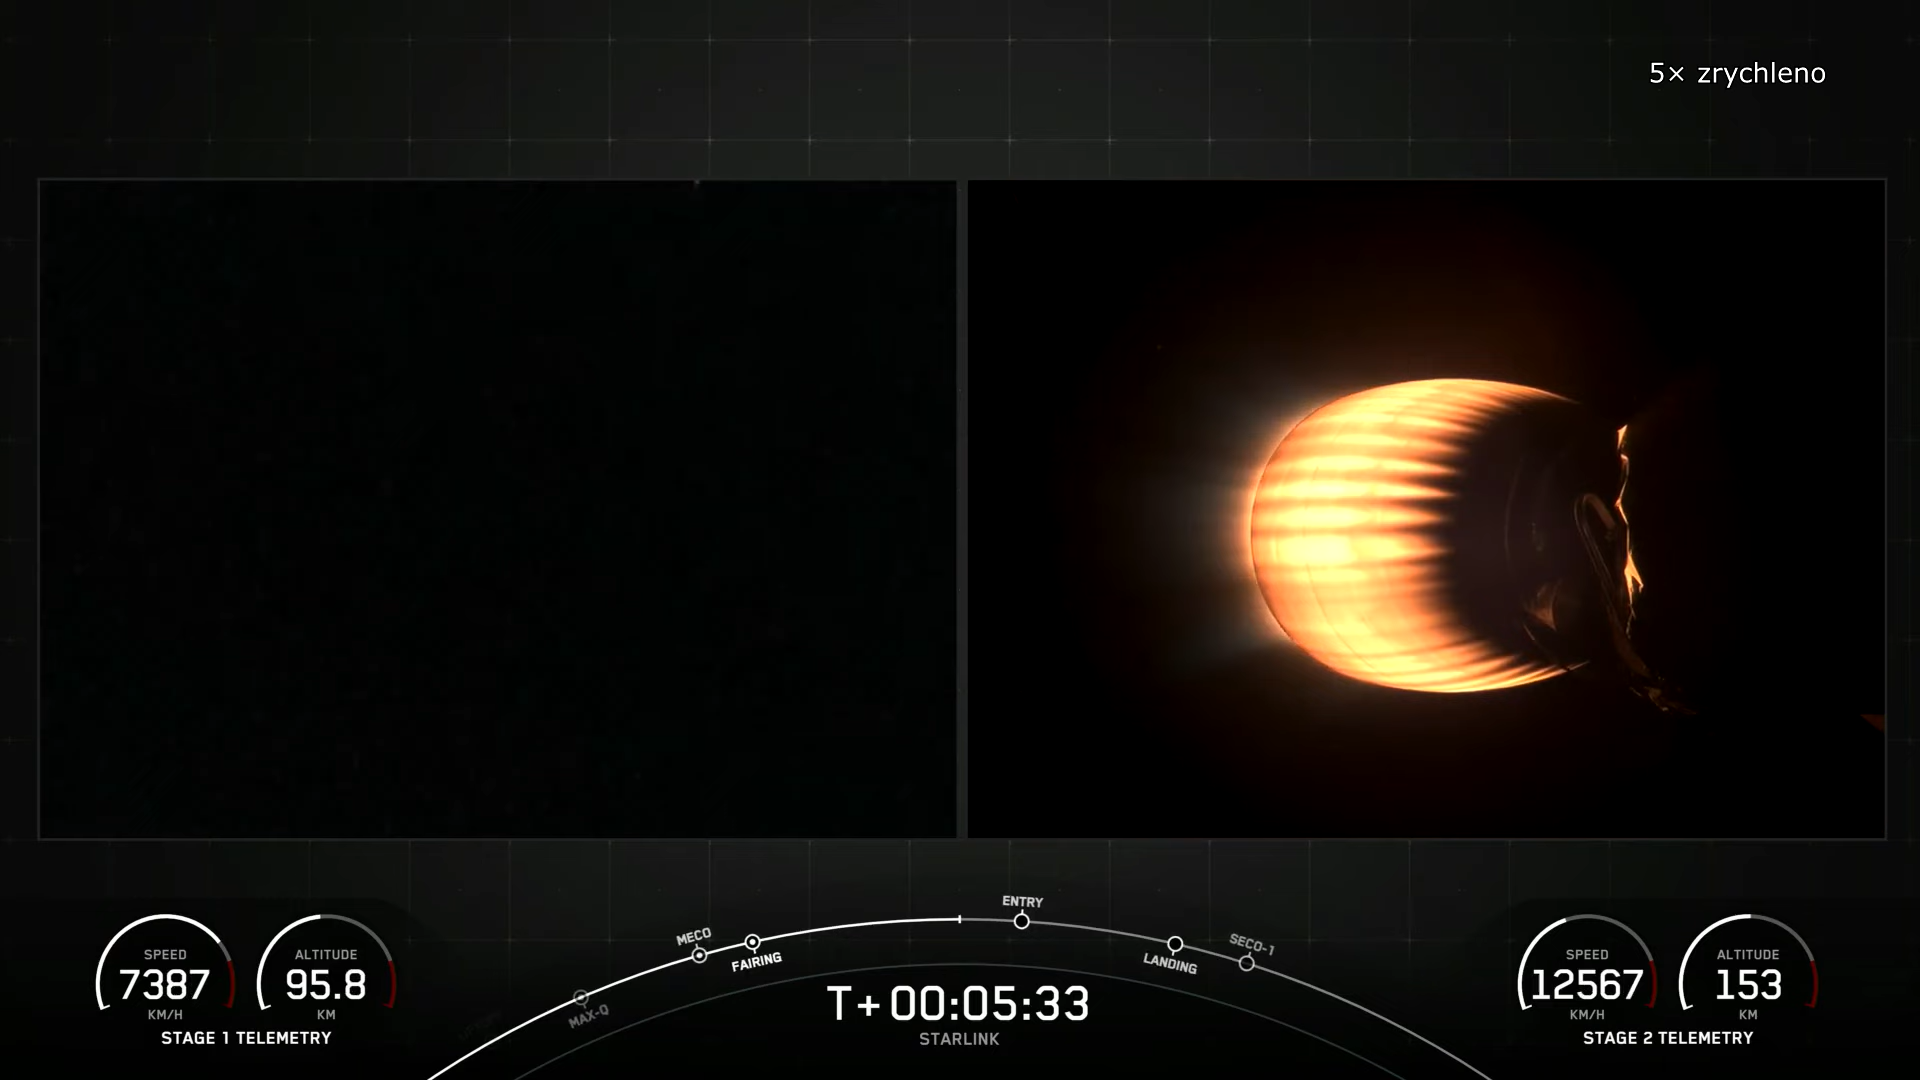 5× zrychleno
ENTRY
MECO
FAIRING
LANDING
SECO-1
MAX-Q
SPEED
7387
KM/H
ALTITUDE
95.8
KM
STAGE 1 TELEMETRY
T+00:05:33
STARLINK
SPEED
12567
KM/H
ALTITUDE
153
KM
STAGE 2 TELEMETRY